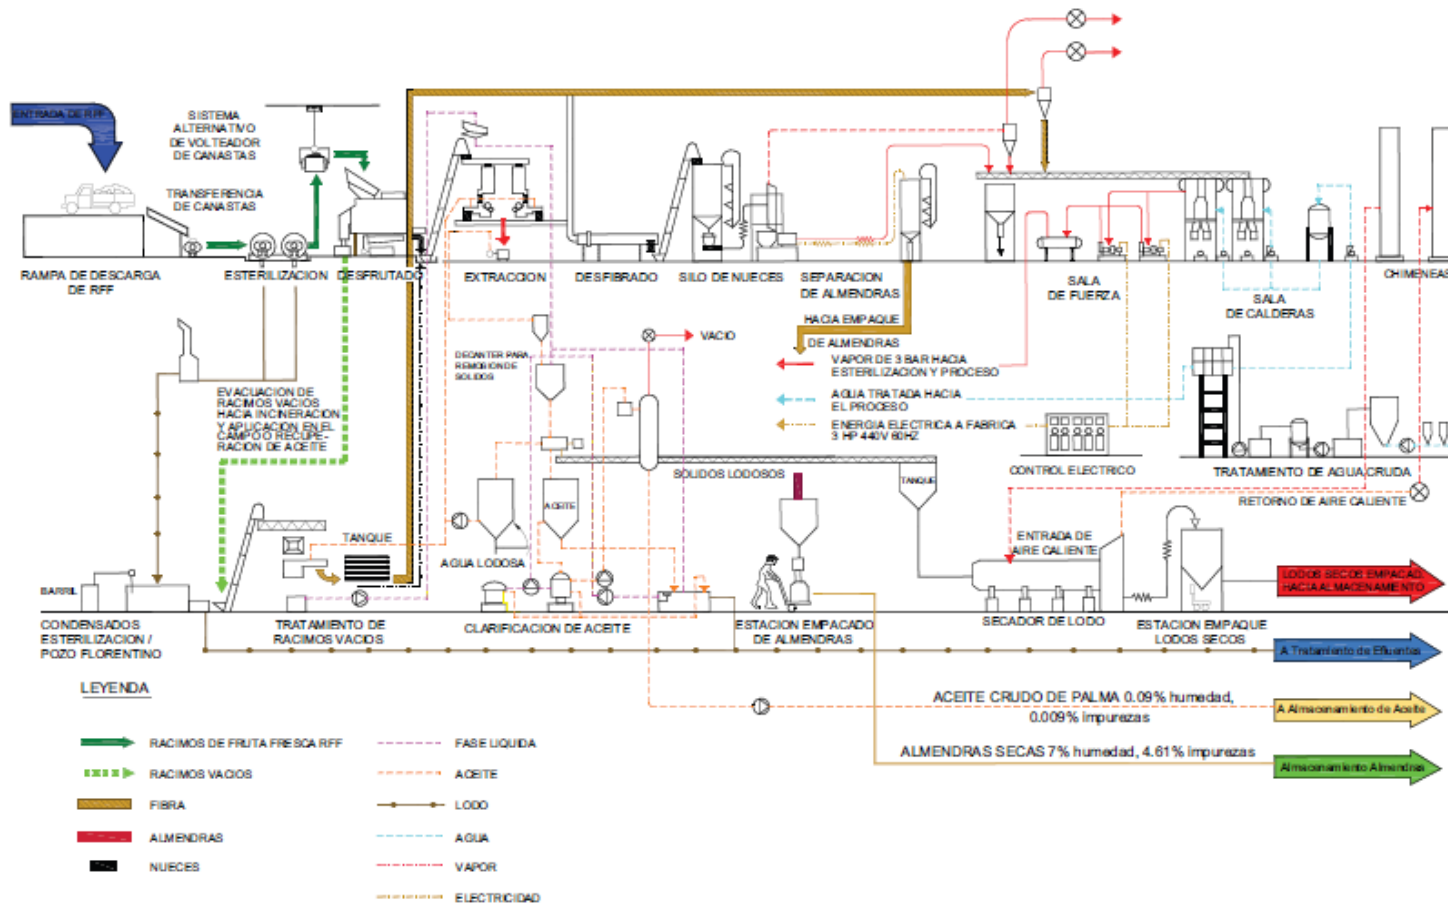 ENTRADA DE RFF
SISTEMA
ALTERNATIVO
DE VOLTEADOR
DE CANASTAS
TRANSFERENCIA
DE CANASTAS
RAMPA DE DESCARGA
DE RFF
ESTERILIZACION
DESFRUTADO
EXTRACCION
DESFIBRADO
SILO DE NUECES
SEPARACION
DE ALMENDRAS
SALA
DE FUERZA
SALA
DE CALDERAS
CHIMENEAS
HACIA EMPAQUE
DE ALMENDRAS
VACIO
DECANTER PARA
REMOBION DE
SOLIDOS
VAPOR DE 3 BAR HACIA
ESTERILIZACION Y PROCESO
AGUA TRATADA HACIA
EL PROCESO
ENERGIA ELECTRICA A FABRICA
3 HP 440V 60HZ
EVACUACION DE
RACIMOS VACIOS
HACIA INCINERACION
Y APLICACION EN EL
CAMPO O RECUPE-
RACION DE ACEITE
SOLIDOS LODOSOS
CONTROL ELECTRICO
TRATAMIENTO DE AGUA CRUDA
TANQUE
RETORNO DE AIRE CALIENTE
ACEITE
TANQUE
AGUA LODOSA
ENTRADA DE
AIRE CALIENTE
LODOS SECOS EMPACAD.
HACIA ALMACENAMIENTO
BARRIL
CONDENSADOS
ESTERILIZACION /
POZO FLORENTINO
TRATAMIENTO DE
RACIMOS VACIOS
CLARIFICACION DE ACEITE
ESTACION EMPACADO
DE ALMENDRAS
SECADOR DE LODO
ESTACION EMPAQUE
LODOS SECOS
A Tratamiento de Efluentes
ACEITE CRUDO DE PALMA 0.09% humedad,
0.009% impurezas
A Almacenamiento de Aceite
ALMENDRAS SECAS 7% humedad, 4.61% impurezas
Almacenamiento Almendras
LEYENDA
RACIMOS DE FRUTA FRESCA RFF
RACIMOS VACIOS
FIBRA
ALMENDRAS
NUECES
FASE LIQUIDA
ACEITE
LODO
AGUA
VAPOR
ELECTRICIDAD